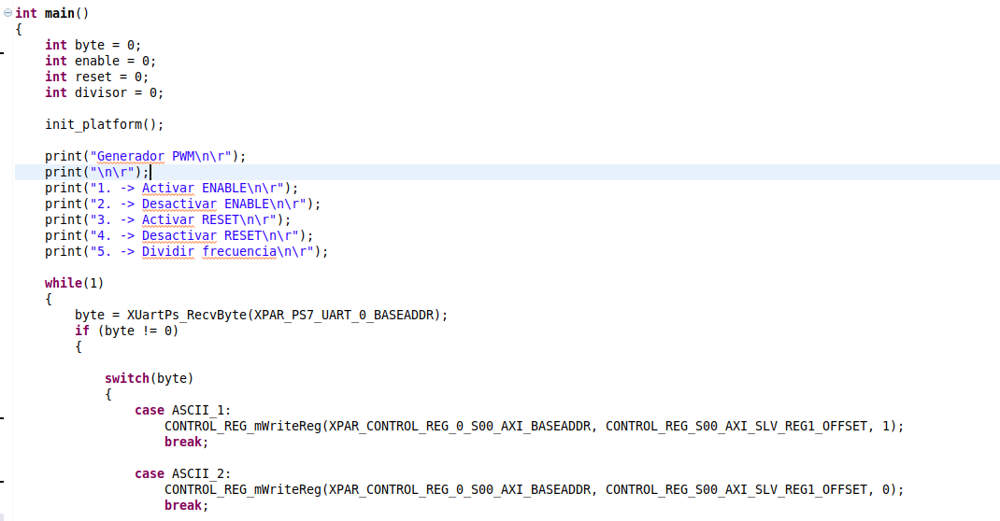 int main()
{
    int byte = 0;
    int enable = 0;
    int reset = 0;
    int divisor = 0;

    init_platform();

    print("Generador PWM\n\r");
    print("\n\r");
    print("1. -> Activar ENABLE\n\r");
    print("2. -> Desactivar ENABLE\n\r");
    print("3. -> Activar RESET\n\r");
    print("4. -> Desactivar RESET\n\r");
    print("5. -> Dividir frecuencia\n\r");

    while(1)
    {
        byte = XUartPs_RecvByte(XPAR_PS7_UART_0_BASEADDR);
        if (byte != 0)
        {

            switch(byte)
            {
                case ASCII_1:
                    CONTROL_REG_mWriteReg(XPAR_CONTROL_REG_0_S00_AXI_BASEADDR, CONTROL_REG_S00_AXI_SLV_REG1_OFFSET, 1);
                    break;

                case ASCII_2:
                    CONTROL_REG_mWriteReg(XPAR_CONTROL_REG_0_S00_AXI_BASEADDR, CONTROL_REG_S00_AXI_SLV_REG1_OFFSET, 0);
                    break;